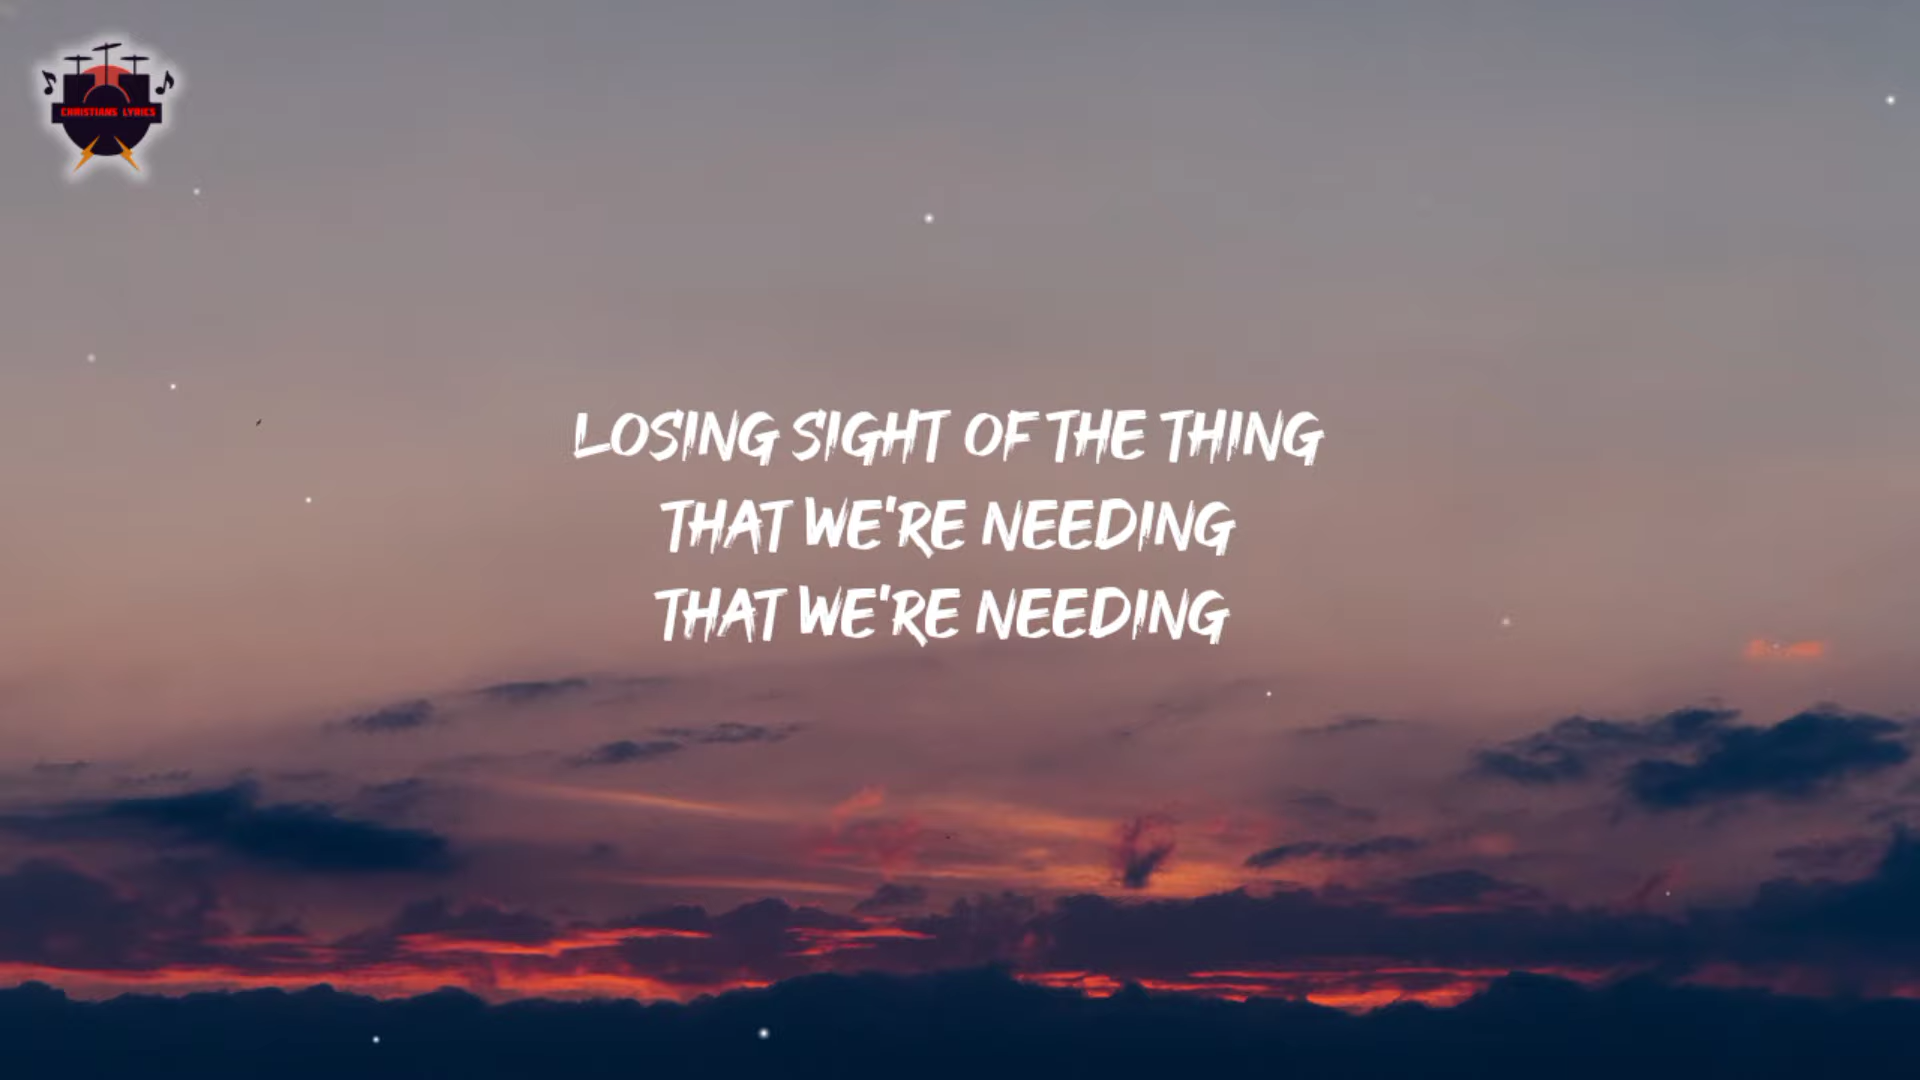 CHRISTIANS LYRICS
LOSING SIGHT OF THE THING
THAT WE'RE NEEDING
THAT WE'RE NEEDING